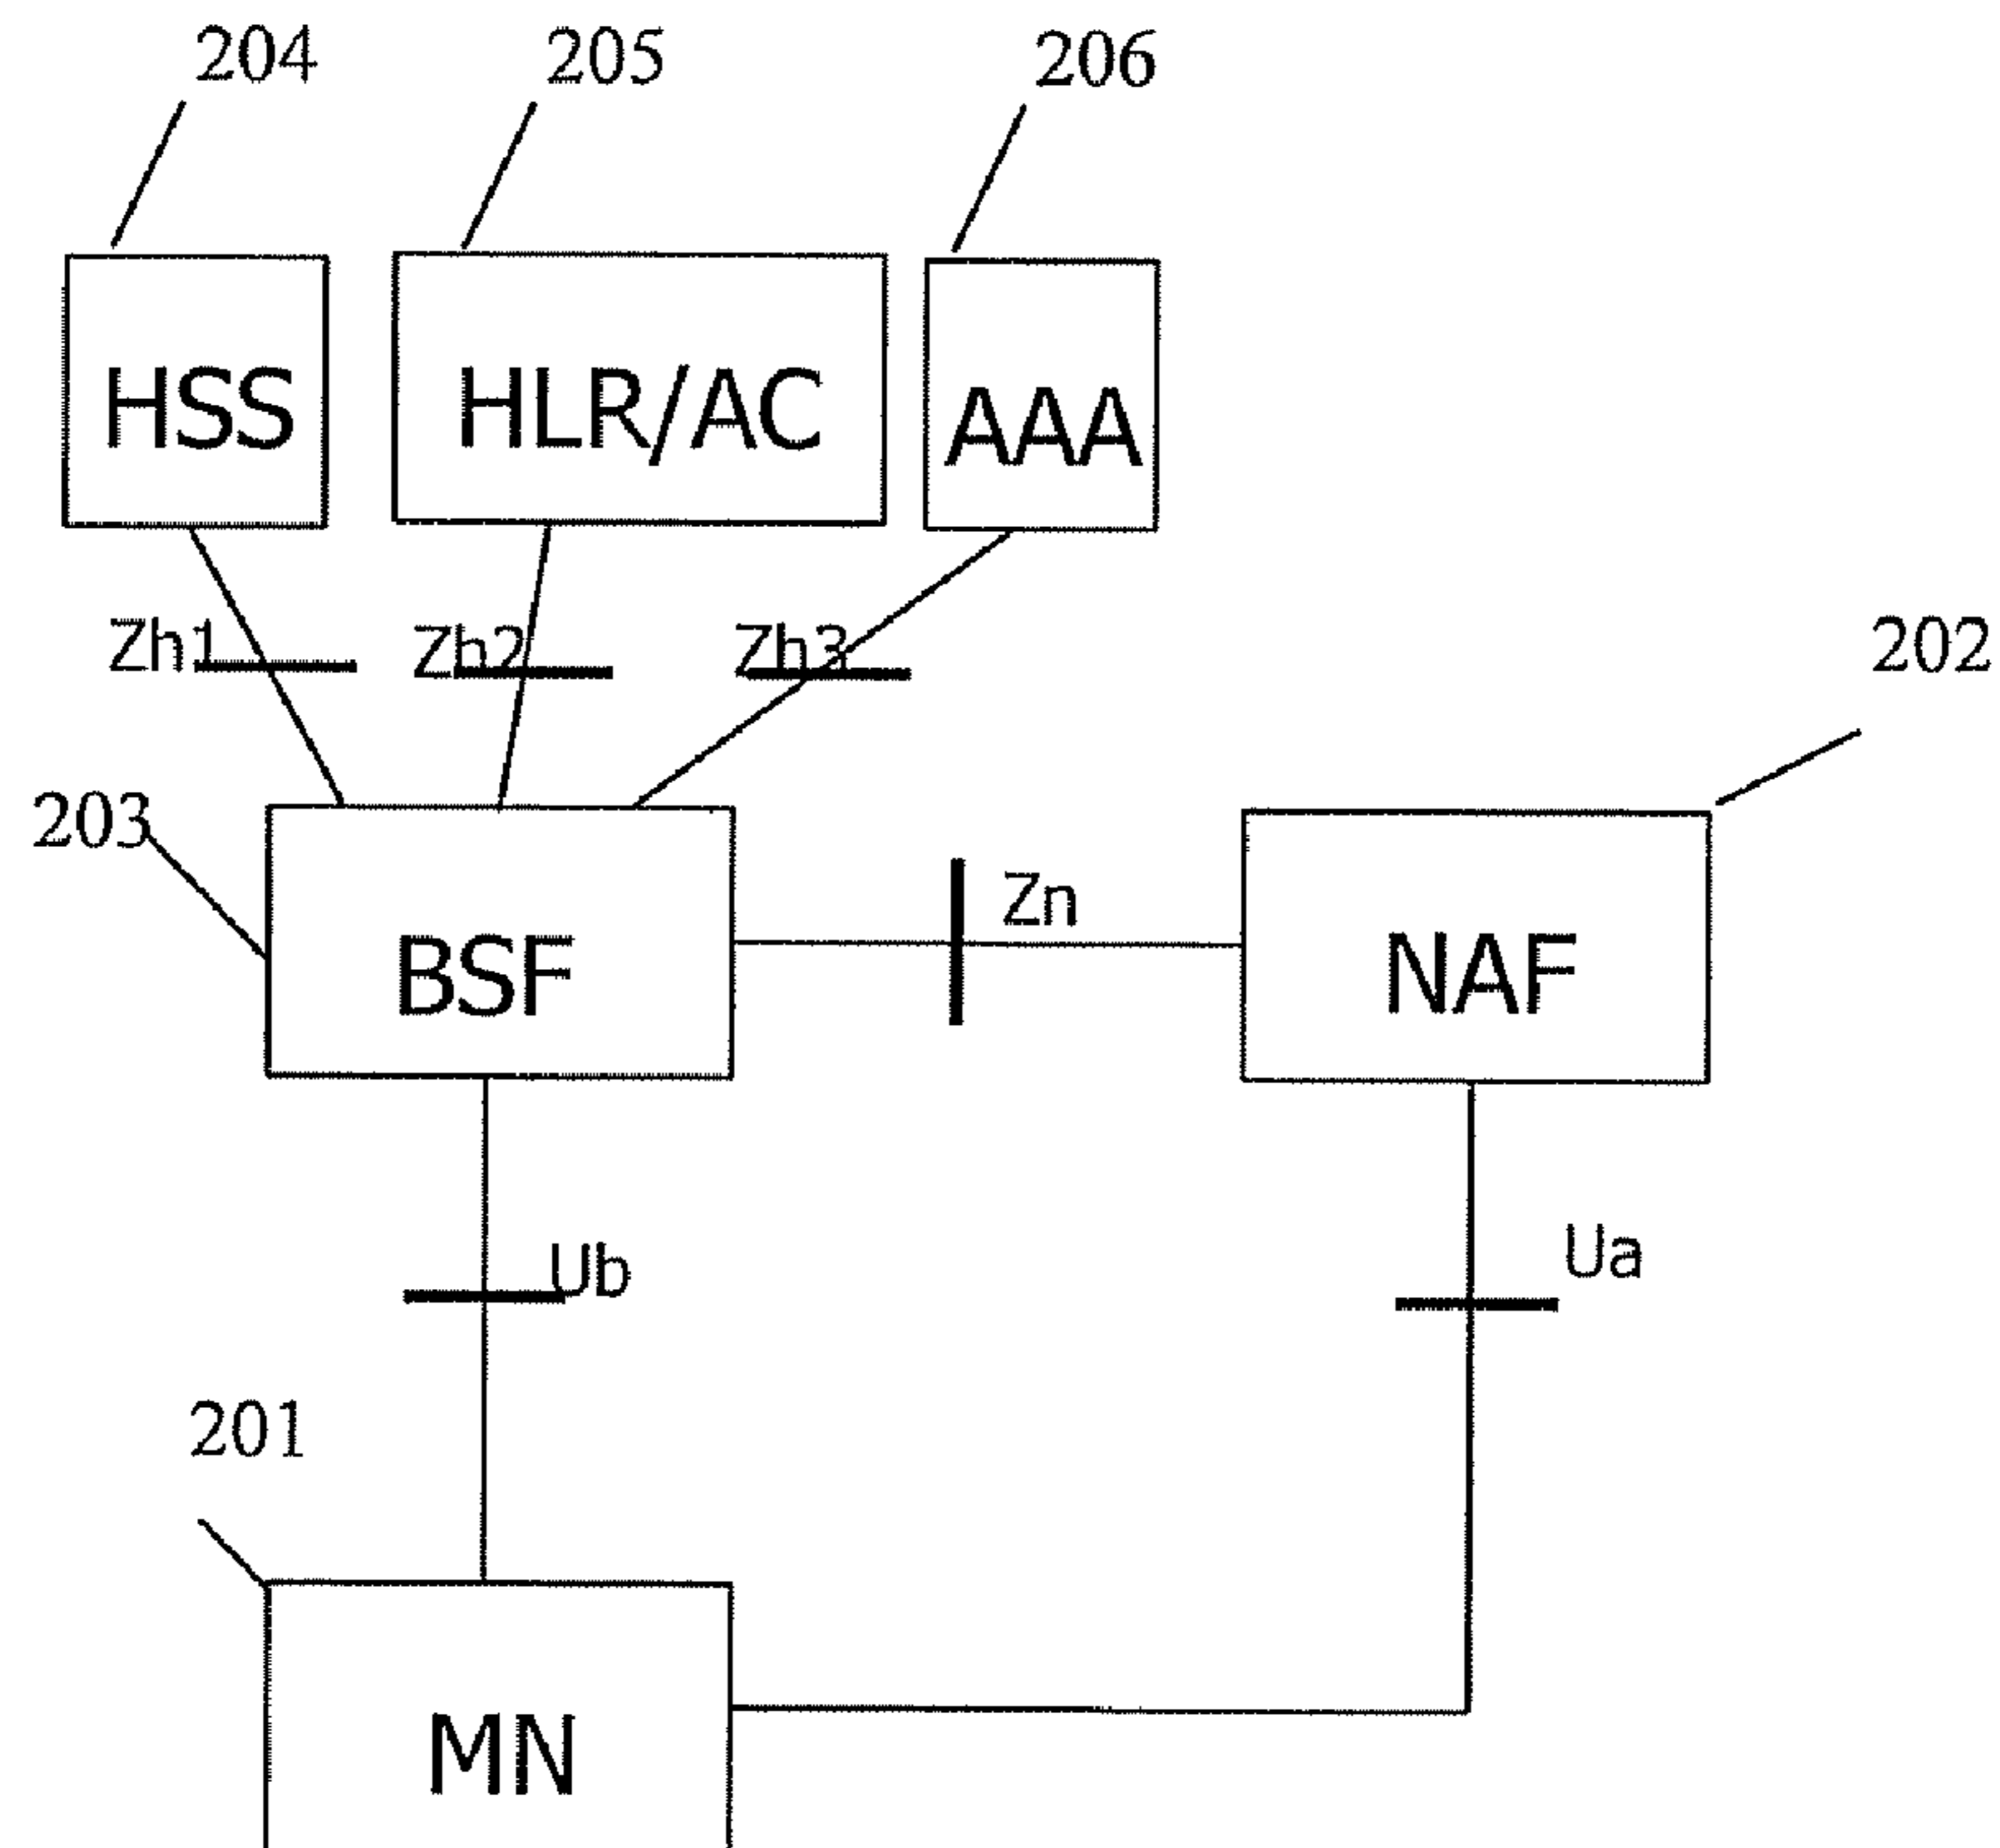 204
205
206
HSS
HLR/AC
AAA
Zh1
Zh2
Zh3
202
203
BSF
Zn
NAF
Ub
Ua
201
MN